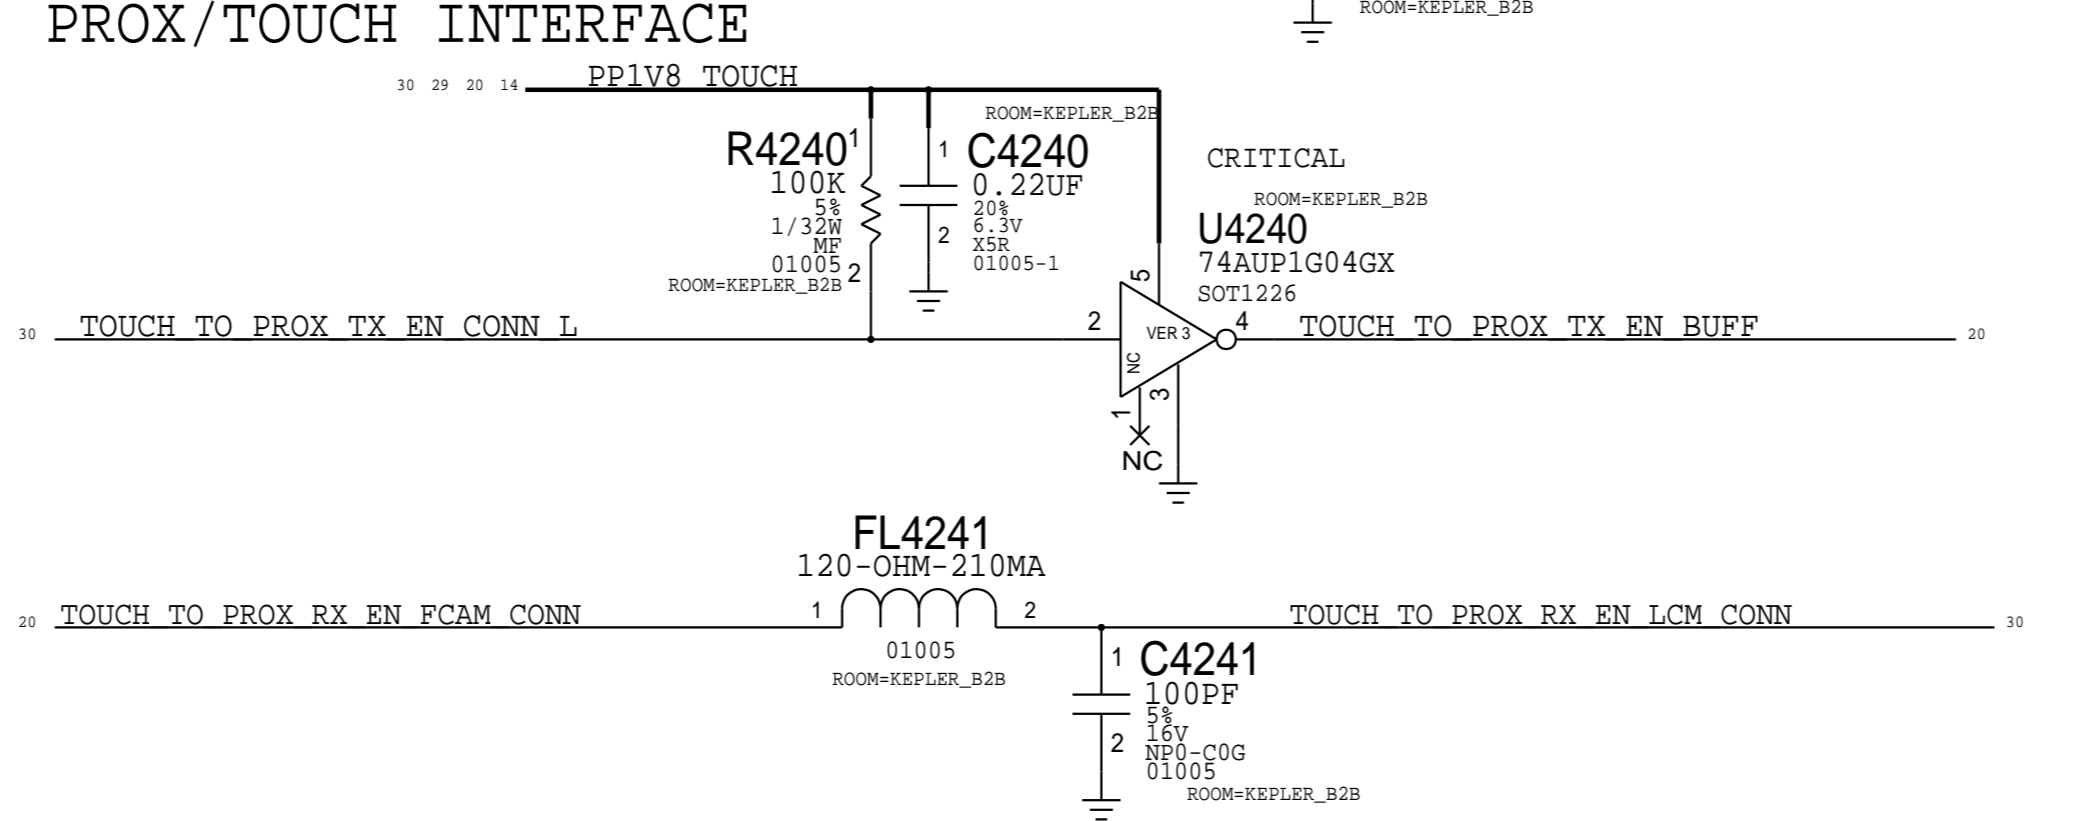 PROX/TOUCH INTERFACE
ROOM=KEPLER_B2B
30 29 20 14
PP1V8_TOUCH
ROOM=KEPLER_B2B
R4240
1
100K
5%
1/32W
MF
01005
2
ROOM=KEPLER_B2B
1
C4240
0.22UF
20%
6.3V
2
X5R
01005-1
CRITICAL
ROOM=KEPLER_B2B
U4240
74AUP1G04GX
SOT1226
5
30
TOUCH_TO_PROX_TX_EN_CONN_L
2
VER 3
NC
4
TOUCH_TO_PROX_TX_EN_BUFF
20
1
3
NC
FL4241
120-OHM-210MA
20
TOUCH_TO_PROX_RX_EN_FCAM_CONN
1
2
TOUCH_TO_PROX_RX_EN_LCM_CONN
30
01005
ROOM=KEPLER_B2B
1
C4241
100PF
5%
16V
2
NP0-C0G
01005
ROOM=KEPLER_B2B